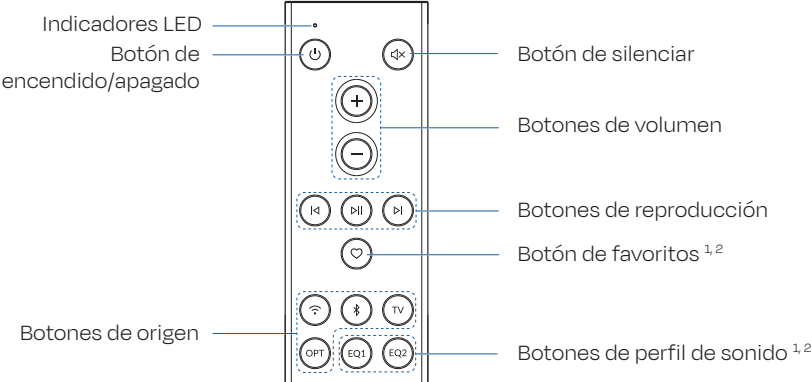 Indicadores LED
Botón de
encendido/apagado
Botón de silenciar
Botones de volumen
Botones de reproducción
Botón de favoritos 1, 2
TV
Botones de origen
OPT
EQ1
EQ2
Botones de perfil de sonido 1, 2